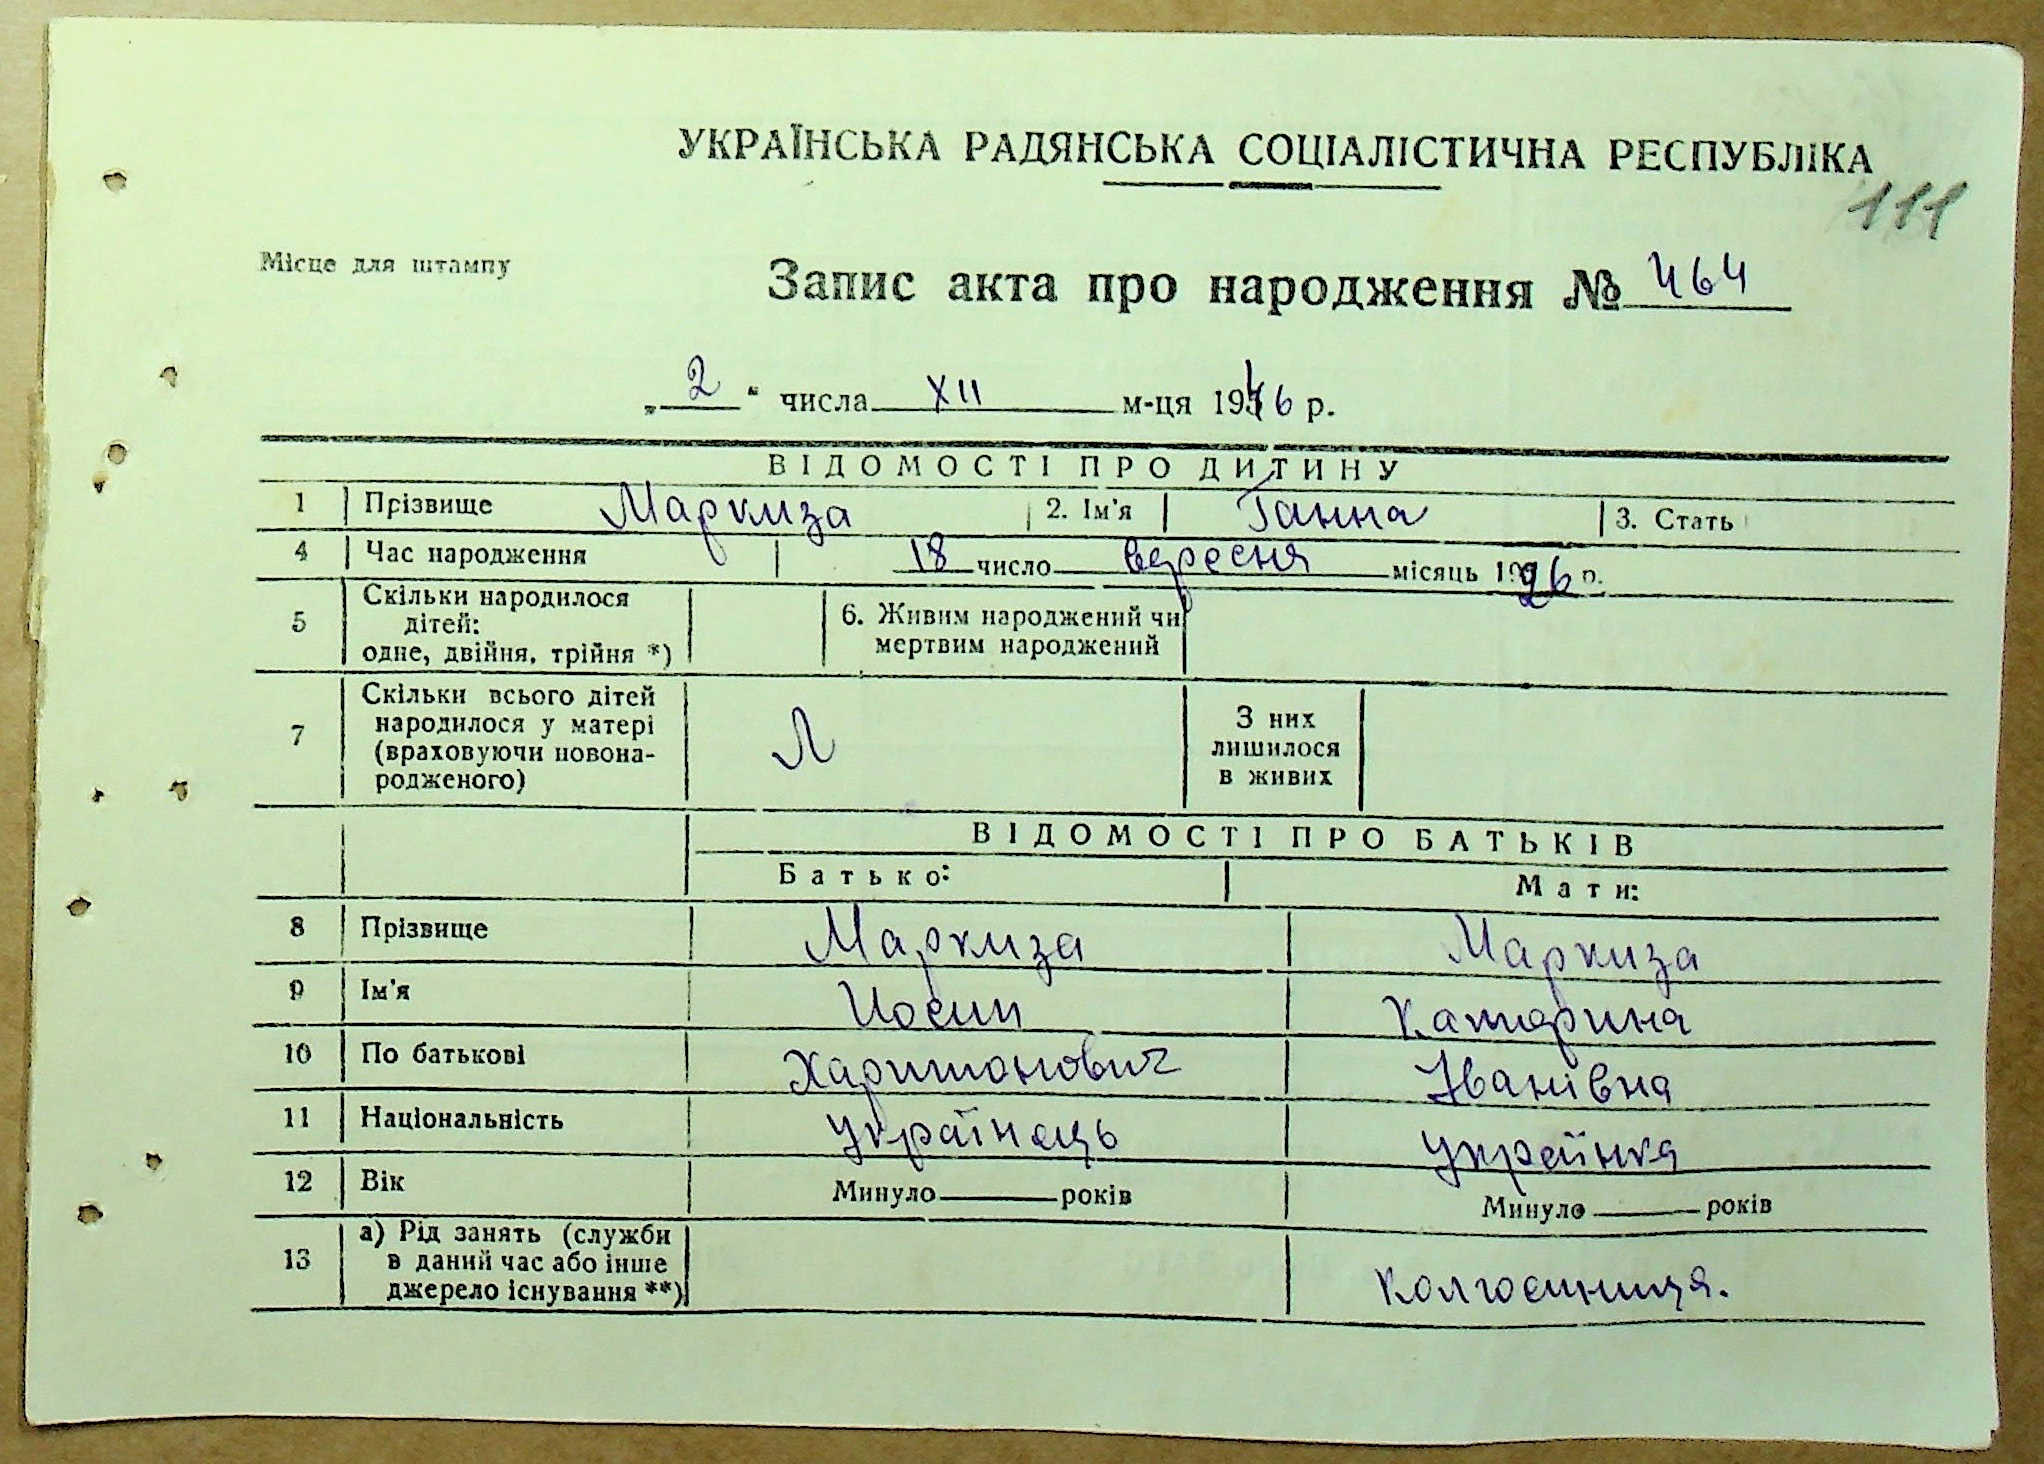 УКРАЇНСЬКА РАДЯНСЬКА СОЦІАЛІСТИЧНА РЕСПУБЛІКА
111
Місце для штампу
Запис акта про народження № 464
„ 2 “ числа XII м-ця 1946 р.
ВІДОМОСТІ ПРО ДИТИНУ
1 Прізвище Маркиза 2. Ім'я Ганна 3. Стать
4 Час народження 18 число вересня місяць 1926 р.
5 Скільки народилося дітей: одне, двійня, трійня *) 6. Живим народжений чи мертвим народжений
7 Скільки всього дітей народилося у матері (враховуючи новонародженого) З них лишилося в живих
ВІДОМОСТІ ПРО БАТЬКІВ
Батько: Мати:
8 Прізвище Маркиза Маркиза
9 Ім'я Иосип Катерина
10 По батькові Харитонович Іванівна
11 Національність українець українка
12 Вік Минуло років Минуло років
13 а) Рід занять (служби в даний час або інше джерело існування **) колгоспниця.